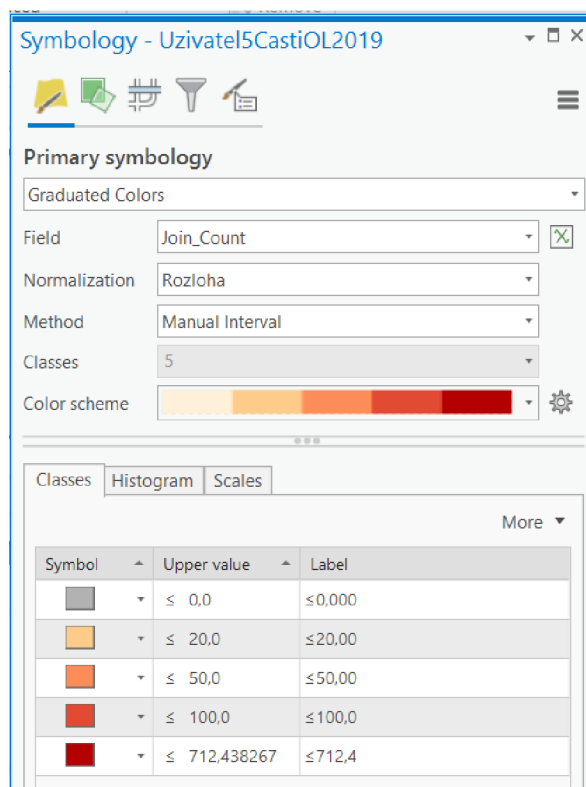 Symbology - Uzivatel5CastiOL2019
Primary symbology
Graduated Colors
Field Join_Count
Normalization Rozloha
Method Manual Interval
Classes 5
Color scheme
Classes Histogram Scales
More
Symbol Upper value Label
≤ 0,0 ≤0,000
≤ 20,0 ≤20,00
≤ 50,0 ≤50,00
≤ 100,0 ≤100,0
≤ 712,438267 ≤712,4